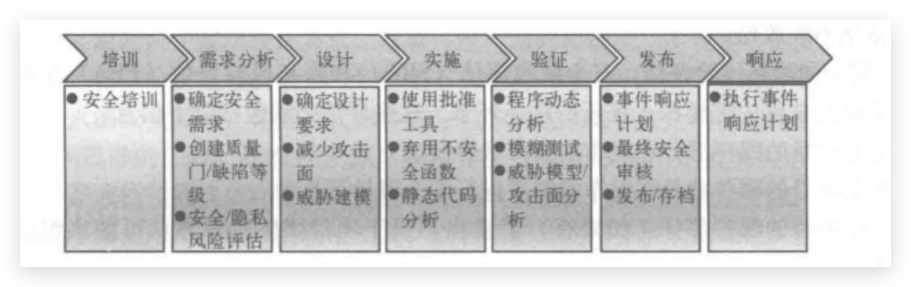 培训
需求分析
设计
实施
验证
发布
响应
●安全培训
●确定安全
需求
●创建质量
门/缺陷等
级
●安全/隐私
风险评估
●确定设计
要求
●减少攻击
面
●威胁建模
●使用批准
工具
●弃用不安
全函数
●静态代码
分析
●程序动态
分析
●模糊测试
●威胁模型/
攻击面分
析
●事件响应
计划
●最终安全
审核
●发布/存档
●执行事件
响应计划